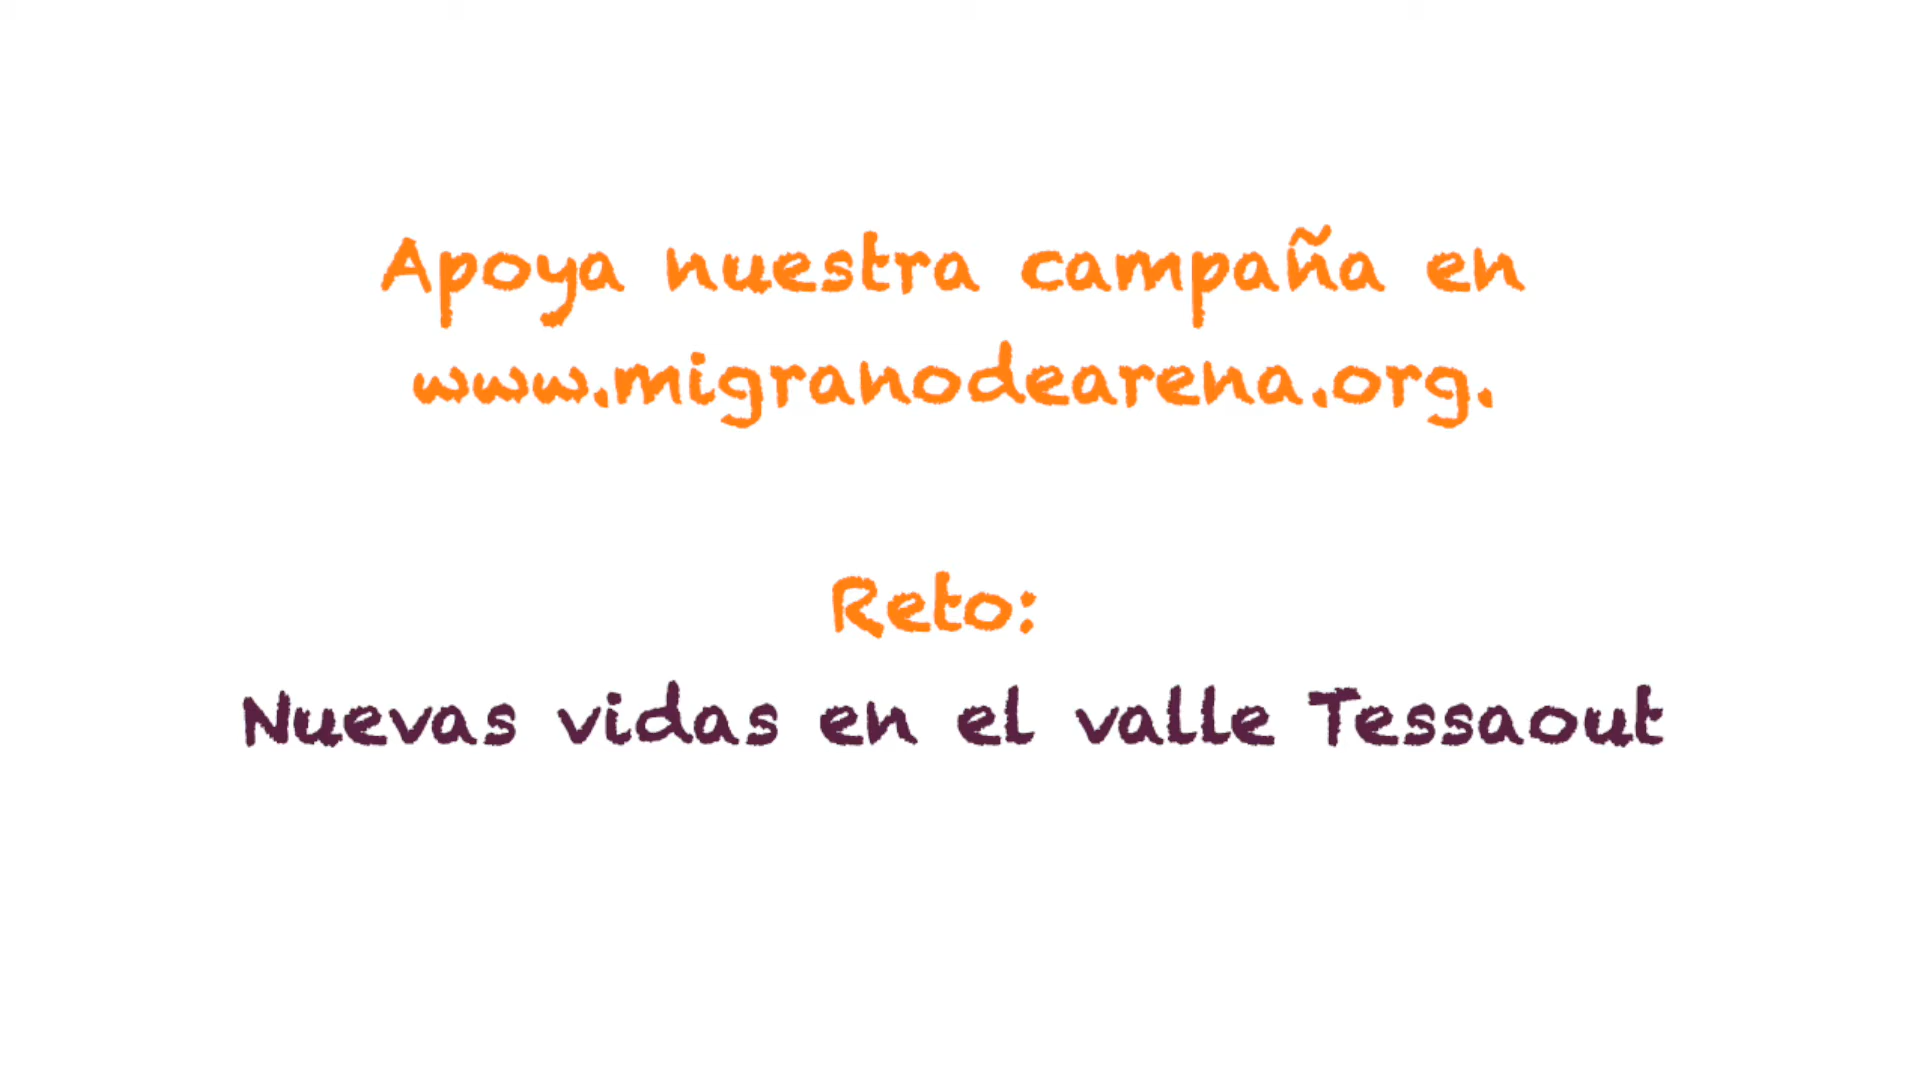 Apoya nuestra campaña en
www.migranodearena.org.
Reto:
Nuevas vidas en el valle Tessaout